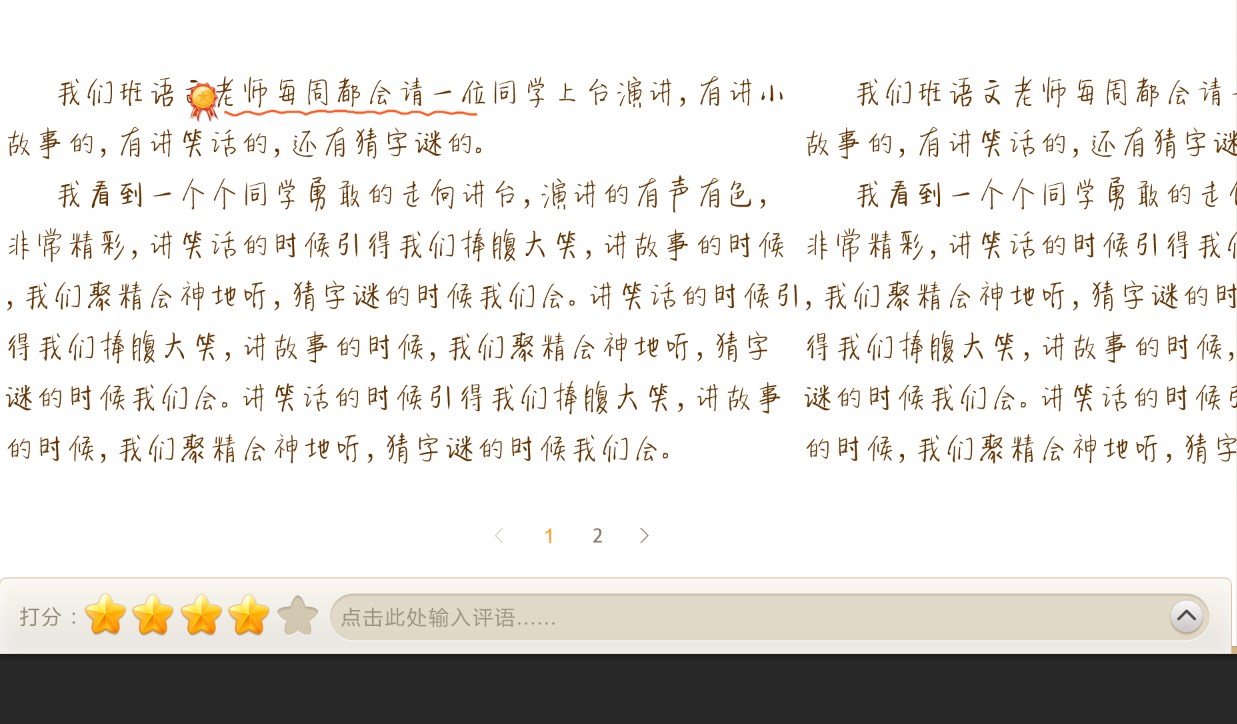 我们班语文老师每周都会请一位同学上台演讲,有讲小
故事的,有讲笑话的,还有猜字谜的。
我看到一个个同学勇敢的走向讲台,演讲的有声有色,
非常精彩,讲笑话的时候引得我们捧腹大笑,讲故事的时候
,我们聚精会神地听,猜字谜的时候我们会。讲笑话的时候引
得我们捧腹大笑,讲故事的时候,我们聚精会神地听,猜字
谜的时候我们会。讲笑话的时候引得我们捧腹大笑,讲故事
的时候,我们聚精会神地听,猜字谜的时候我们会。
我们班语文老师每周都会请一
故事的,有讲笑话的,还有猜字谜
我看到一个个同学勇敢的走向
非常精彩,讲笑话的时候引得我们
,我们聚精会神地听,猜字谜的时
得我们捧腹大笑,讲故事的时候,
谜的时候我们会。讲笑话的时候引
的时候,我们聚精会神地听,猜字
< 1 2 >
打分: 点击此处输入评语……